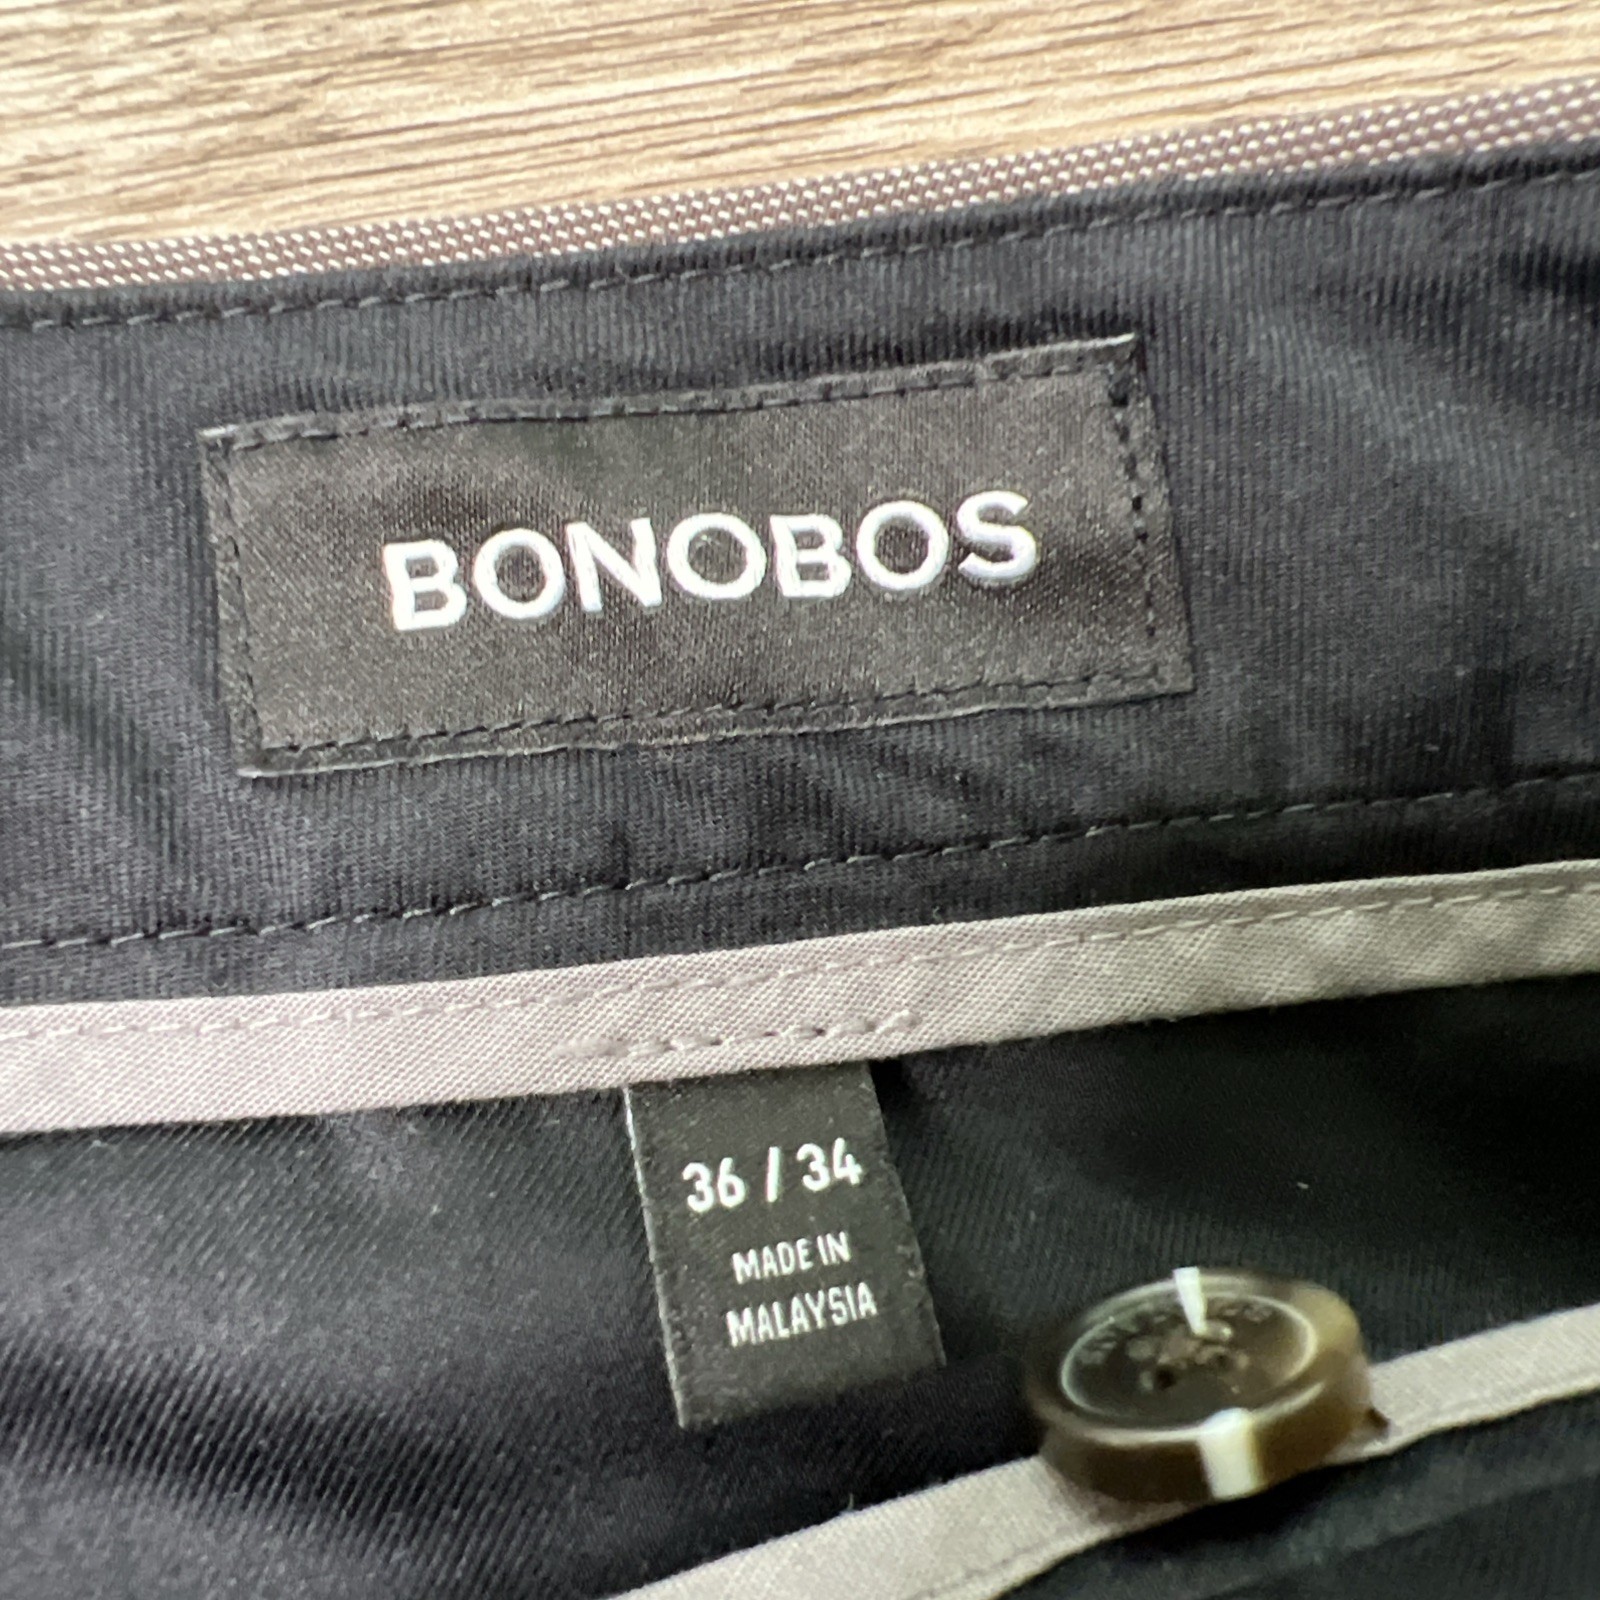 BONOBOS
36 / 34
MADE IN
MALAYSIA